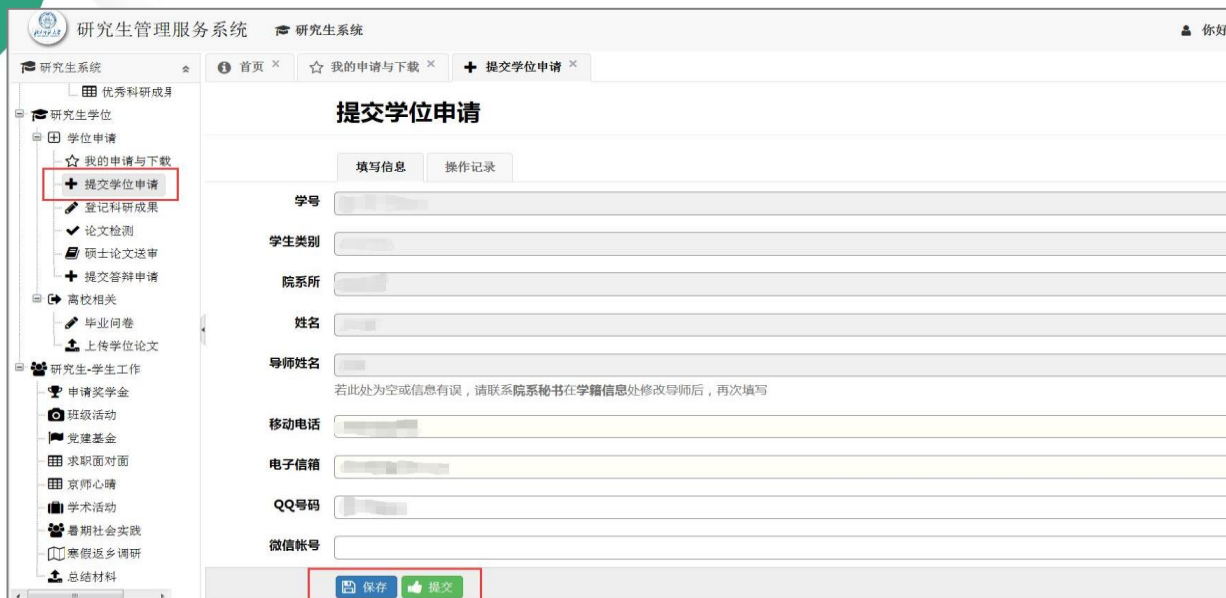 研究生管理服务系统 研究生系统 你好
研究生系统 首页 × 我的申请与下载 × 提交学位申请 ×
优秀科研成
研究生学位
学位申请
我的申请与下载
提交学位申请
登记科研成果
论文检测
硕士论文送审
提交答辩申请
离校相关
毕业问卷
上传学位论文
研究生-学生工作
申请奖学金
班级活动
党建基金
求职面对面
京师心晴
学术活动
暑期社会实践
寒假返乡调研
总结材料
提交学位申请
填写信息 操作记录
学号
学生类别
院系所
姓名
导师姓名
若此处为空或信息有误，请联系院系秘书在学籍信息处修改导师后，再次填写
移动电话
电子信箱
QQ号码
微信帐号
保存 提交